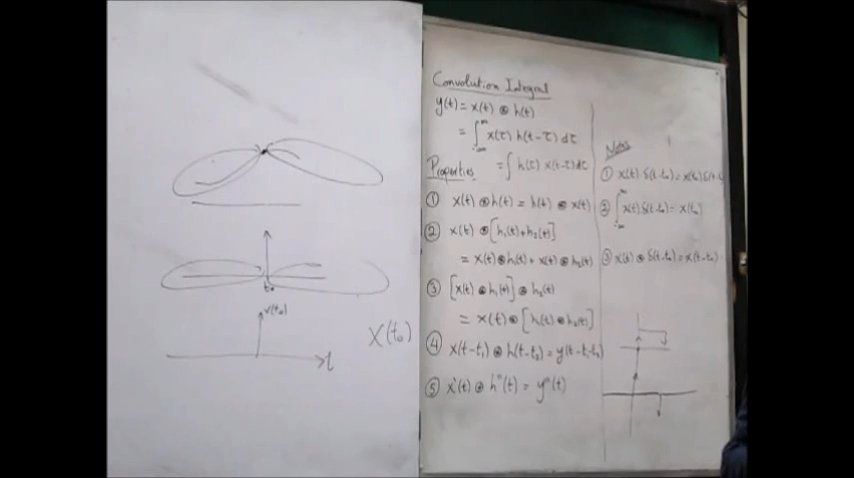 t₀
x(t₀)
X(t₀)
t
Convolution Integral
y(t) = x(t) ⊛ h(t)
= ∫_{-∞}^{∞} x(τ) h(t-τ) dτ
= ∫ h(τ) x(t-τ) dτ
Properties
① x(t) ⊛ h(t) = h(t) ⊛ x(t)
② x(t) ⊛ [h₁(t) + h₂(t)]
= x(t) ⊛ h₁(t) + x(t) ⊛ h₂(t)
③ [x(t) ⊛ h₁(t)] ⊛ h₂(t)
= x(t) ⊛ [h₁(t) ⊛ h₂(t)]
④ x(t-t₁) ⊛ h(t-t₂) = y(t-t₁-t₂)
⑤ x'(t) ⊛ h''(t) =
Notes
① x(t) δ(t-t₀) = x(t₀) δ(t-t
② ∫_{-∞}^{∞} x(t) δ(t-t₀) = x(t₀)
③ x(t) ⊛ δ(t-t₀) = x(t-t₀)